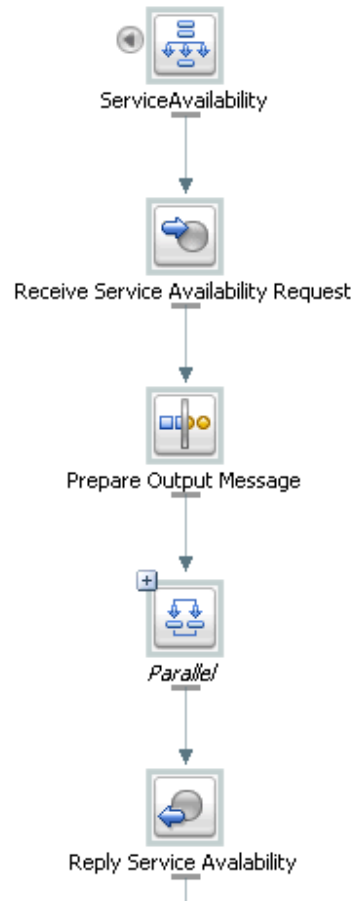 ServiceAvailability
Receive Service Availability Request
Prepare Output Message
Parallel
Reply Service Avalability